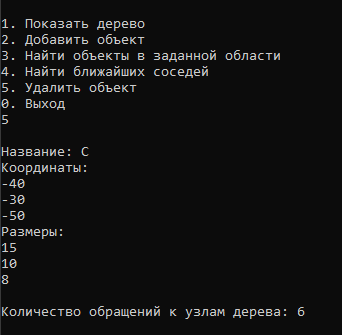 1. Показать дерево
2. Добавить объект
3. Найти объекты в заданной области
4. Найти ближайших соседей
5. Удалить объект
0. Выход
5
Название: C
Координаты:
-40
-30
-50
Размеры:
15
10
8
Количество обращений к узлам дерева: 6